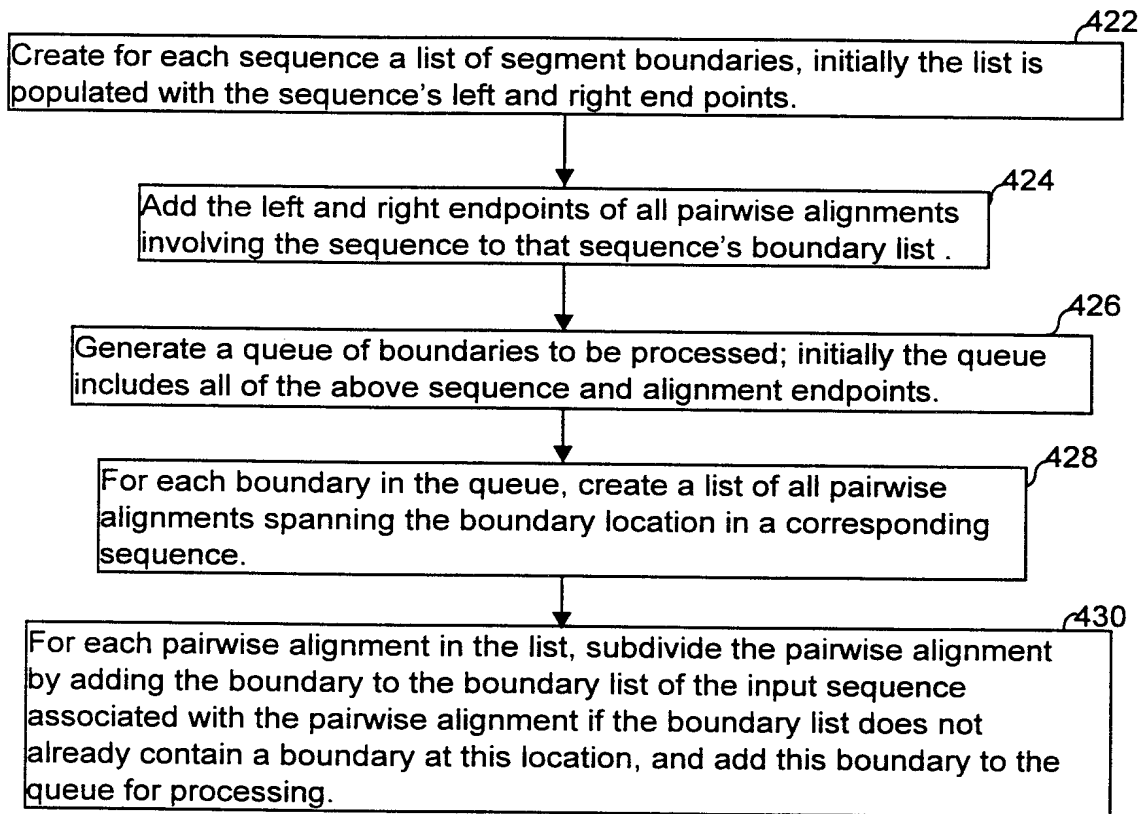 422
Create for each sequence a list of segment boundaries, initially the list is
populated with the sequence's left and right end points.
424
Add the left and right endpoints of all pairwise alignments
involving the sequence to that sequence's boundary list .
426
Generate a queue of boundaries to be processed; initially the queue
includes all of the above sequence and alignment endpoints.
428
For each boundary in the queue, create a list of all pairwise
alignments spanning the boundary location in a corresponding
sequence.
430
For each pairwise alignment in the list, subdivide the pairwise alignment
by adding the boundary to the boundary list of the input sequence
associated with the pairwise alignment if the boundary list does not
already contain a boundary at this location, and add this boundary to the
queue for processing.